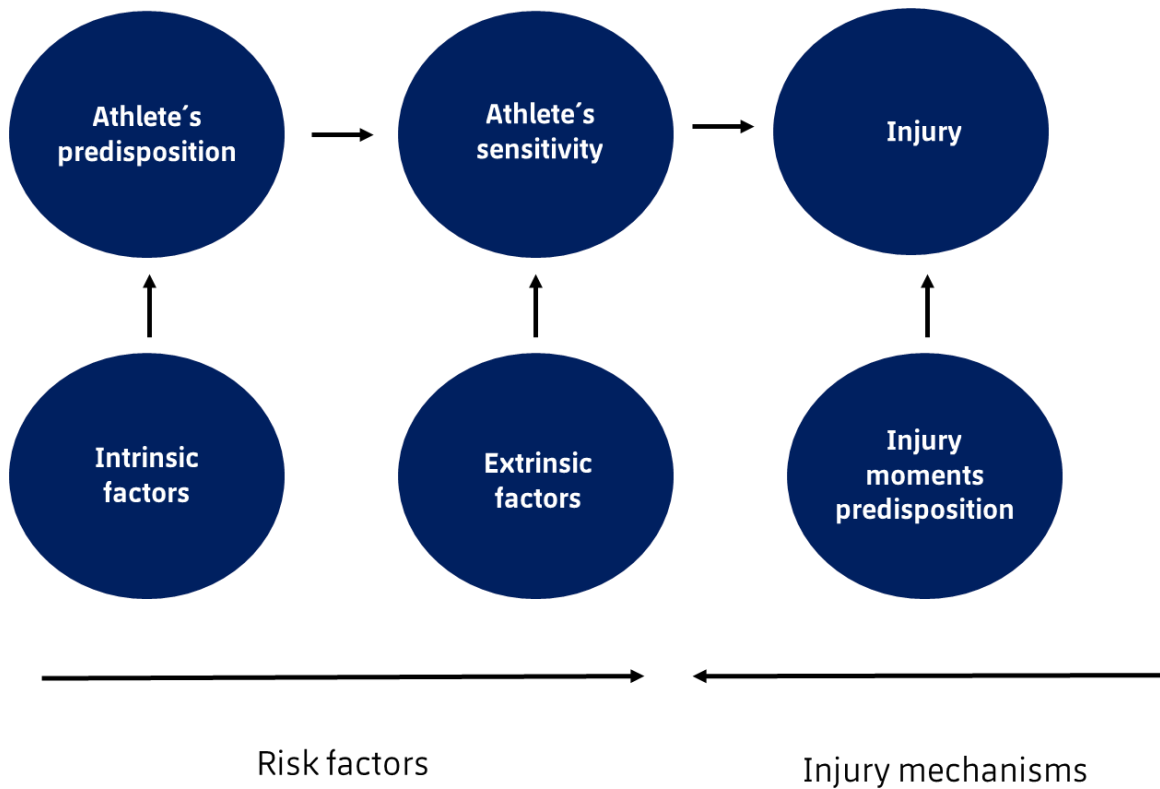 Athlete´s
predisposition
Athlete´s
sensitivity
Injury
Intrinsic
factors
Extrinsic
factors
Injury
moments
predisposition
Risk factors
Injury mechanisms